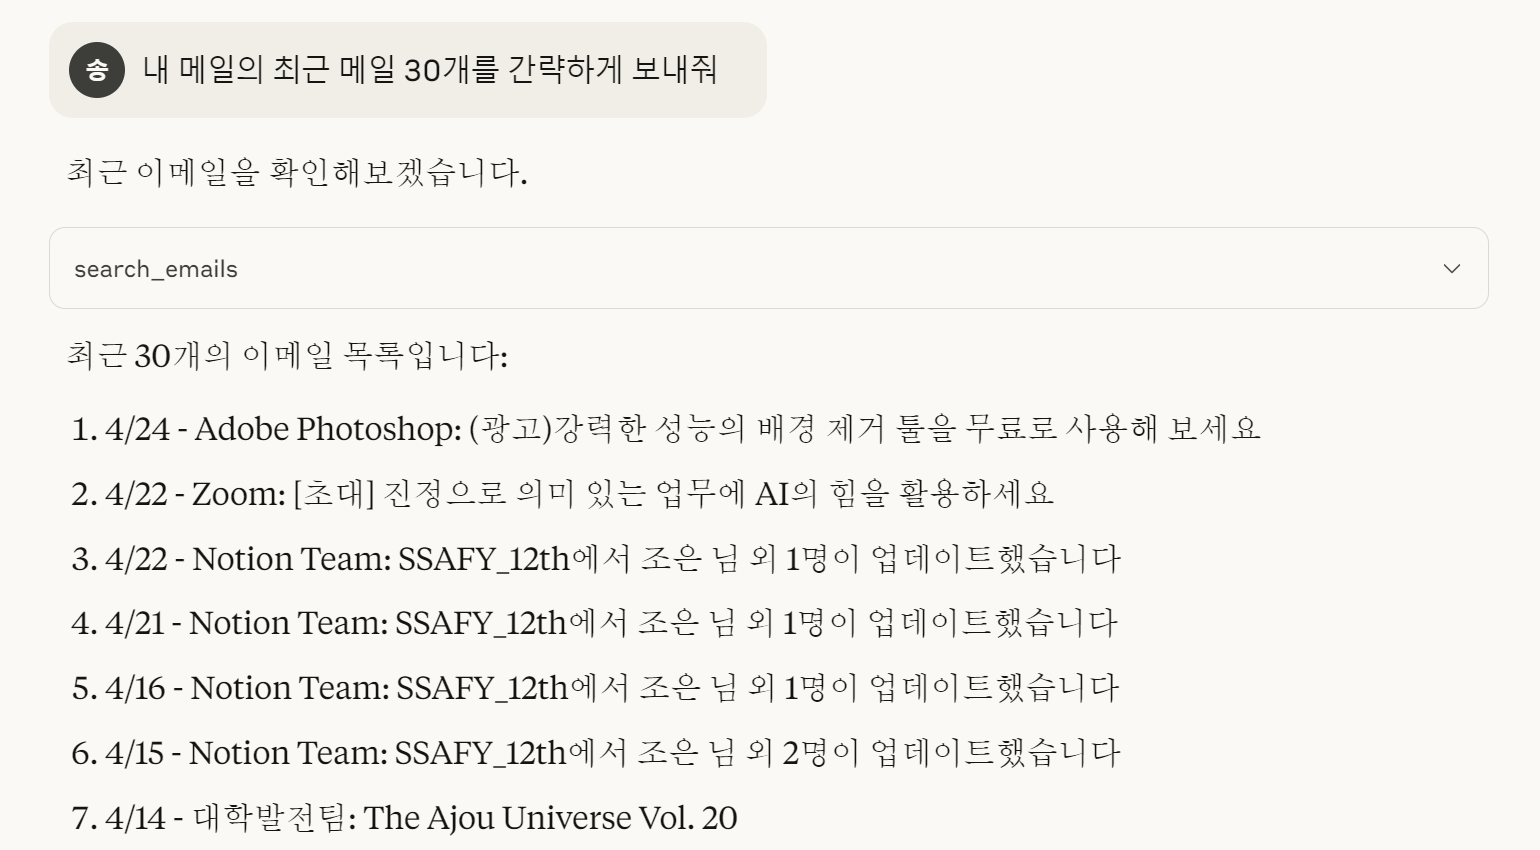 송 내 메일의 최근 메일 30개를 간략하게 보내줘
최근 이메일을 확인해보겠습니다.
search_emails
최근 30개의 이메일 목록입니다:
1. 4/24 - Adobe Photoshop: (광고)강력한 성능의 배경 제거 툴을 무료로 사용해 보세요
2. 4/22 - Zoom: [초대] 진정으로 의미 있는 업무에 AI의 힘을 활용하세요
3. 4/22 - Notion Team: SSAFY_12th에서 조은 님 외 1명이 업데이트했습니다
4. 4/21 - Notion Team: SSAFY_12th에서 조은 님 외 1명이 업데이트했습니다
5. 4/16 - Notion Team: SSAFY_12th에서 조은 님 외 1명이 업데이트했습니다
6. 4/15 - Notion Team: SSAFY_12th에서 조은 님 외 2명이 업데이트했습니다
7. 4/14 - 대학발전팀: The Ajou Universe Vol. 20